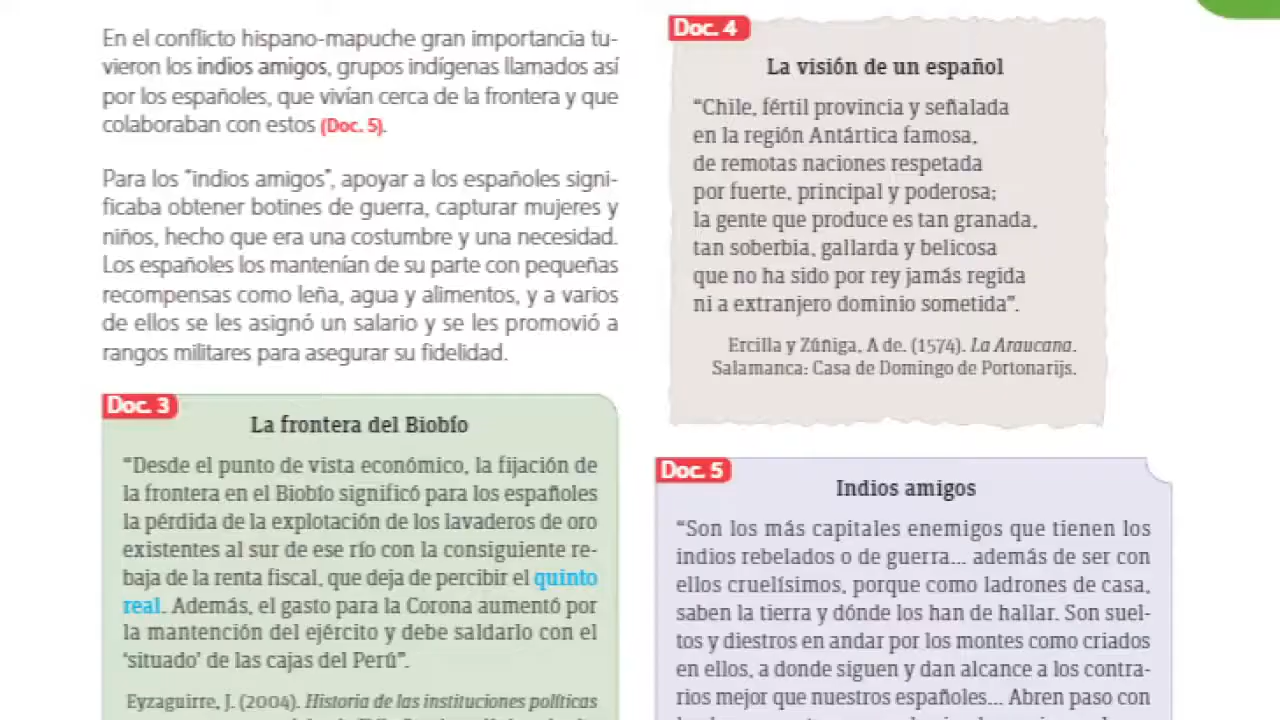 En el conflicto hispano-mapuche gran importancia tu-
vieron los indios amigos, grupos indígenas llamados así
por los españoles, que vivían cerca de la frontera y que
colaboraban con estos (Doc. 5).
Para los “indios amigos”, apoyar a los españoles signi-
ficaba obtener botines de guerra, capturar mujeres y
niños, hecho que era una costumbre y una necesidad.
Los españoles los mantenían de su parte con pequeñas
recompensas como leña, agua y alimentos, y a varios
de ellos se les asignó un salario y se les promovió a
rangos militares para asegurar su fidelidad.
Doc. 3
La frontera del Biobío
“Desde el punto de vista económico, la fijación de
la frontera en el Biobío significó para los españoles
la pérdida de la explotación de los lavaderos de oro
existentes al sur de ese río con la consiguiente re-
baja de la renta fiscal, que deja de percibir el quinto
real. Además, el gasto para la Corona aumentó por
la mantención del ejército y debe saldarlo con el
‘situado’ de las cajas del Perú”.
Eyzaguirre, J. (2004). Historia de las instituciones políticas
Doc. 4
La visión de un español
“Chile, fértil provincia y señalada
en la región Antártica famosa,
de remotas naciones respetada
por fuerte, principal y poderosa;
la gente que produce es tan granada,
tan soberbia, gallarda y belicosa
que no ha sido por rey jamás regida
ni a extranjero dominio sometida”.
Ercilla y Zúñiga, A de. (1574). La Araucana.
Salamanca: Casa de Domingo de Portonarijs.
Doc. 5
Indios amigos
“Son los más capitales enemigos que tienen los
indios rebelados o de guerra... además de ser con
ellos cruelísimos, porque como ladrones de casa,
saben la tierra y dónde los han de hallar. Son suel-
tos y diestros en andar por los montes como criados
en ellos, a donde siguen y dan alcance a los contra-
rios mejor que nuestros españoles... Abren paso con